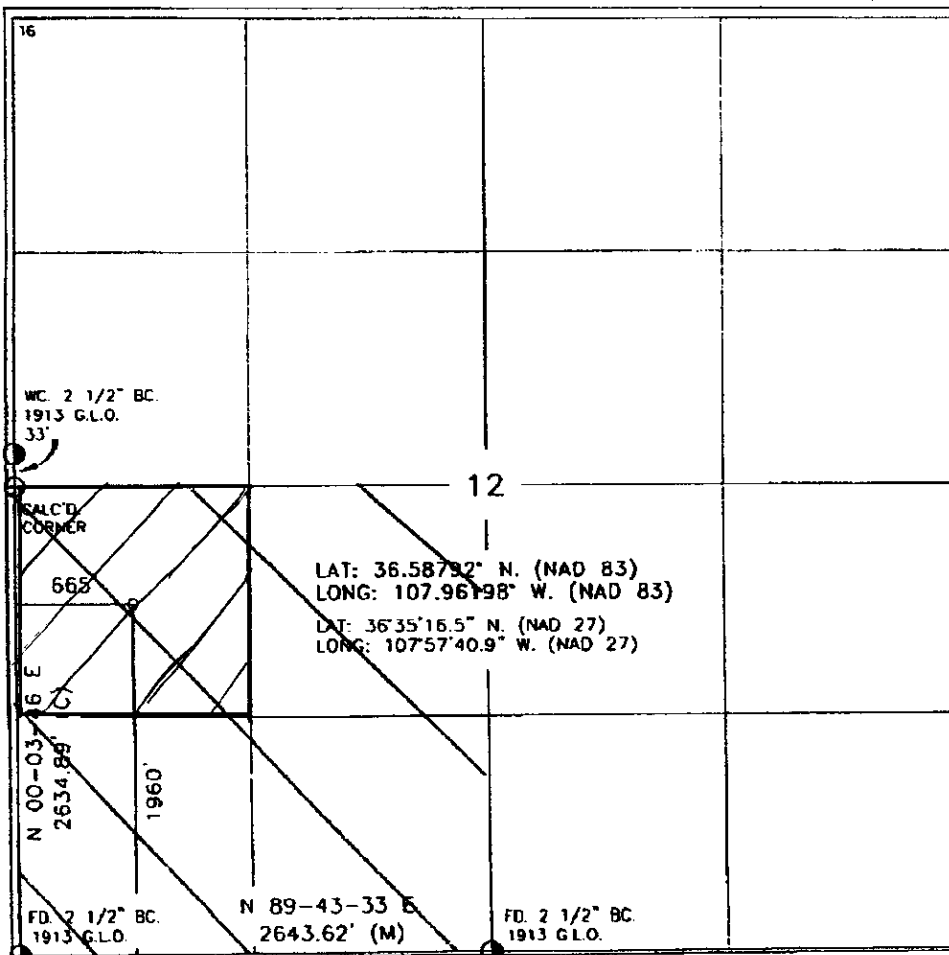 16
WC. 2 1/2" BC.
1913 G.L.O.
33'
12
CALC'D.
CORNER
LAT: 36.58792° N. (NAD 83)
LONG: 107.96198° W. (NAD 83)
665
LAT: 36°35'16.5" N. (NAD 27)
LONG: 107°57'40.9" W. (NAD 27)
N 00-03-46 E
2634.89' (C)
1960'
N 89-43-33 E
2643.62' (M)
FD. 2 1/2" BC.
1913 G.L.O.
FD. 2 1/2" BC.
1913 G.L.O.